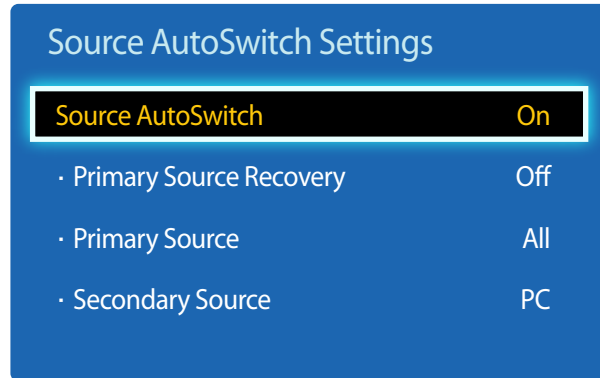 Source AutoSwitch Settings
Source AutoSwitch On
· Primary Source Recovery Off
· Primary Source All
· Secondary Source PC